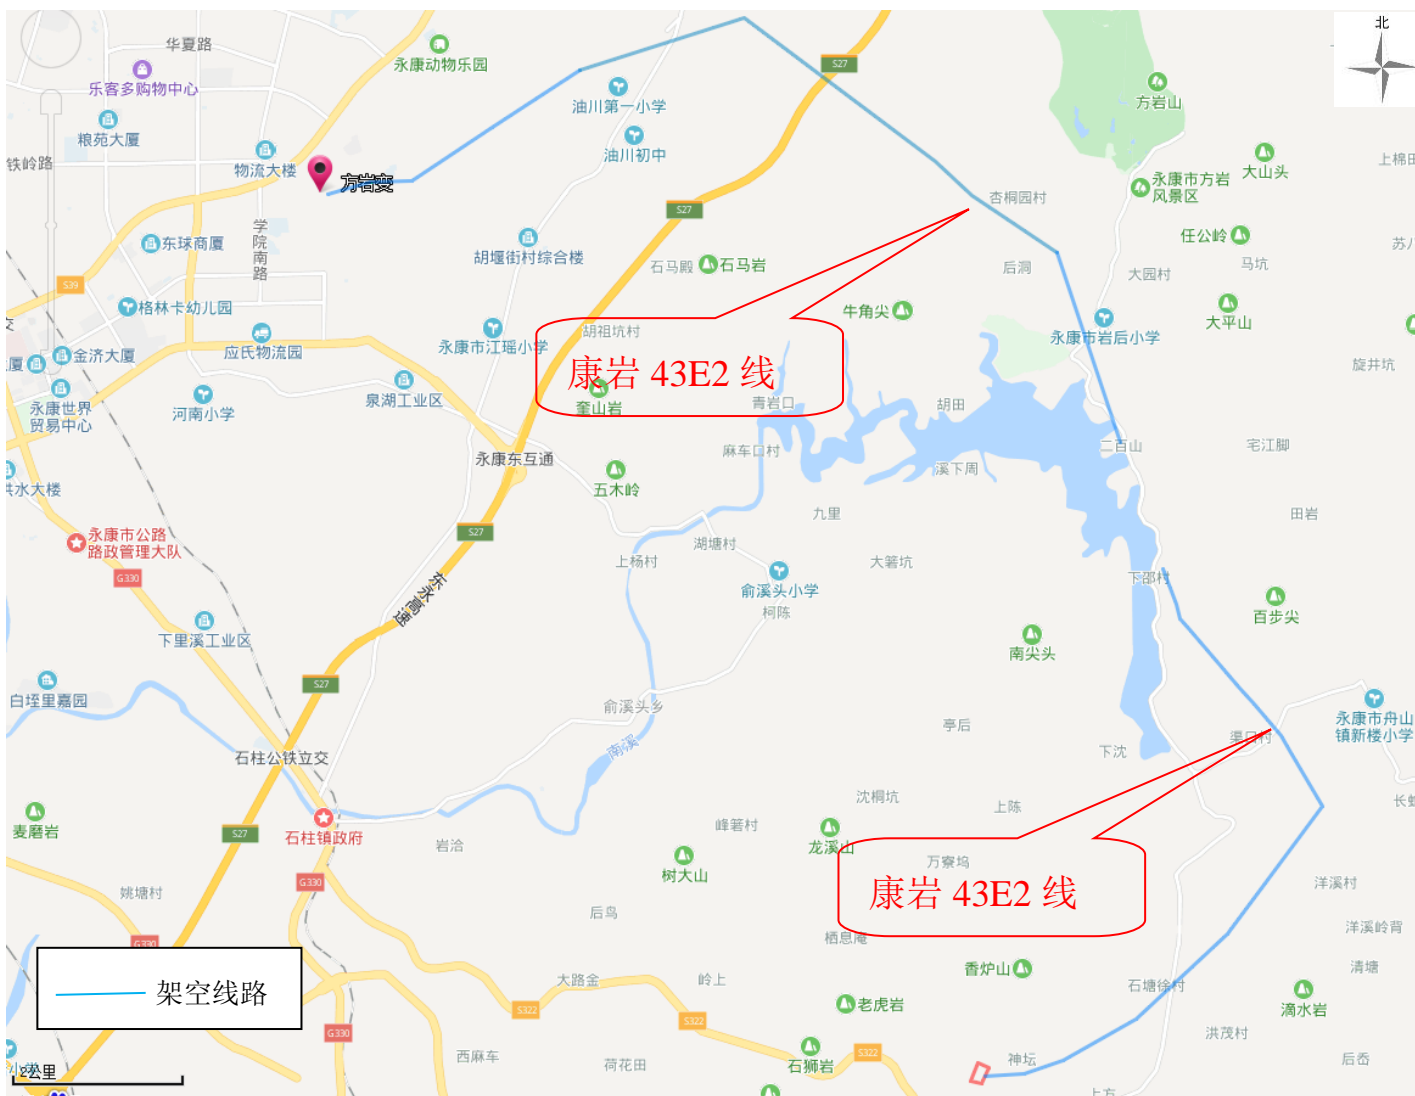 北
华夏路
永康动物乐园
S27
乐客多购物中心
油川第一小学
方岩山
粮苑大厦
油川初中
铁岭路
物流大楼
方岩变
大山头
上棉田
永康市方岩
风景区
杏桐园村
S27
学院南路
东球商厦
胡堰街村综合楼
任公岭
苏八
石马殿
石马岩
后洞
大园村
马坑
S39
格林卡幼儿园
牛角尖
大平山
胡祖坑村
永康市岩后小学
应氏物流园
永康市江瑶小学
厦
金济大厦
康岩 43E2 线
旋井坑
泉湖工业区
奎山岩
青岩口
胡田
永康世界
贸易中心
河南小学
麻车口村
二百山
宅江脚
永康东互通
溪下周
洪水大楼
五木岭
九里
田岩
S27
永康市公路
路政管理大队
湖塘村
G330
上杨村
大箬坑
下邵村
东永高速
俞溪头小学
柯陈
百步尖
下里溪工业区
南尖头
S27
白垤里嘉园
俞溪头乡
永康市舟山
镇新楼小学
亭后
渠口村
南溪
下沈
石柱公铁立交
沈桐坑
上陈
麦磨岩
S27
石柱镇政府
岩洽
峰箬村
龙溪山
万寮坞
树大山
G330
康岩 43E2 线
洋溪村
姚塘村
后鸟
栖息庵
洋溪岭背
G330
香炉山
清塘
架空线路
大路金
岭上
石塘徐村
S322
S322
老虎岩
滴水岩
G330
洪茂村
西麻车
荷花田
石狮岩
S322
神坛
后岙
2公里
上方